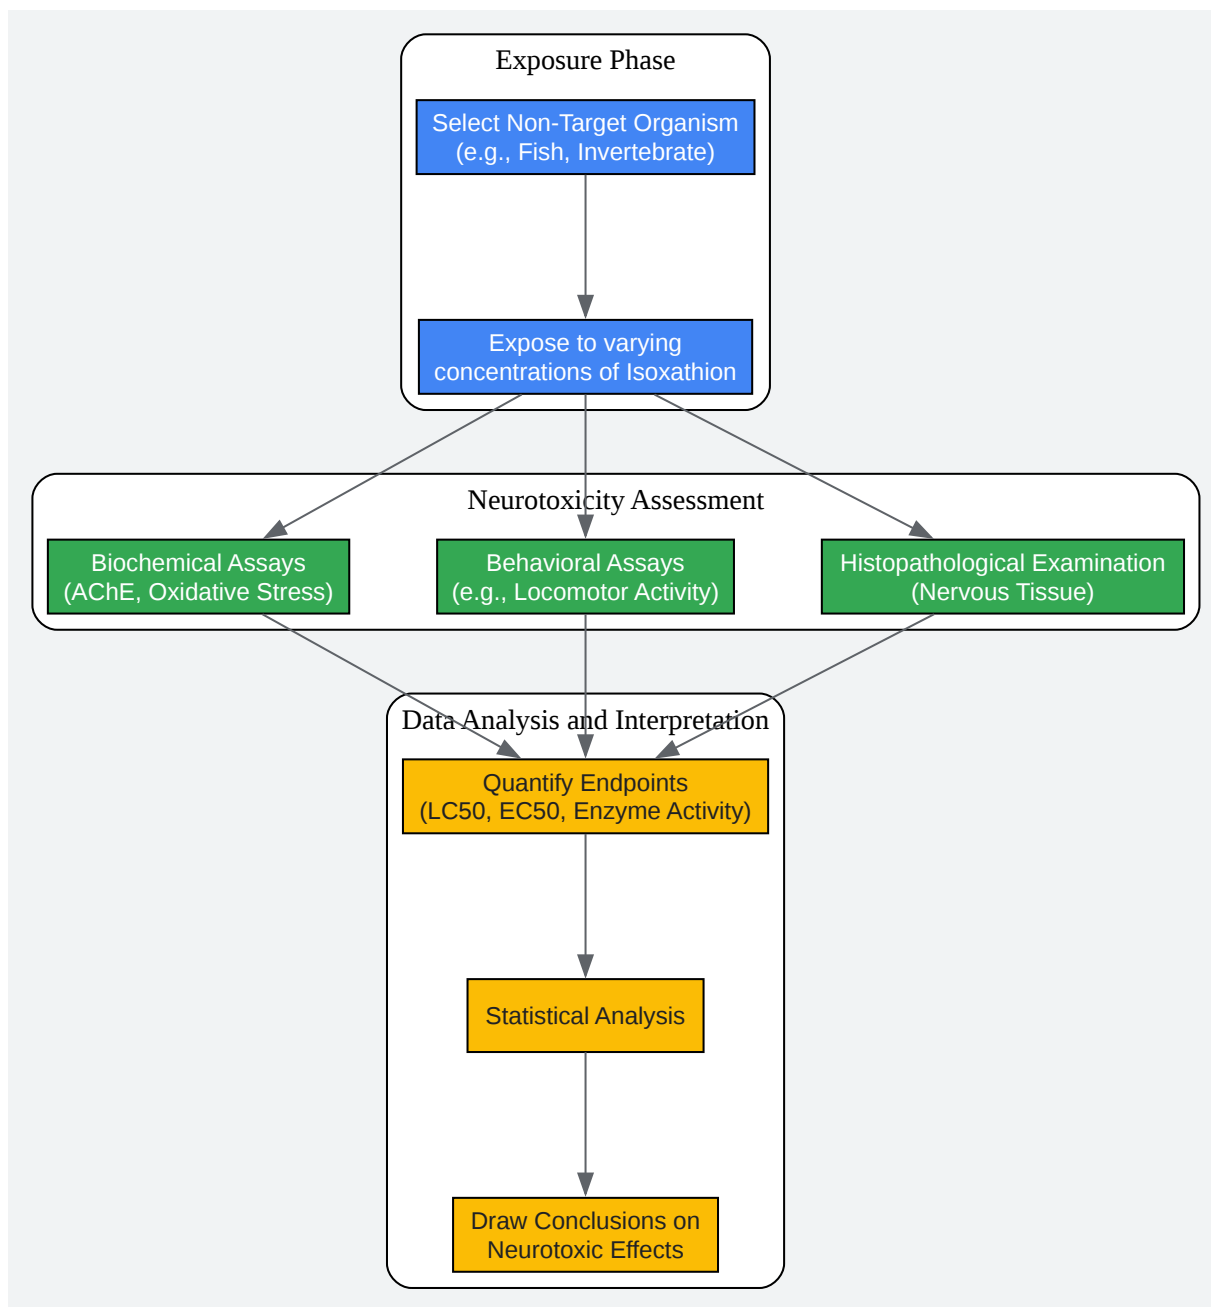 Exposure Phase
Select Non-Target Organism
(e.g., Fish, Invertebrate)
Expose to varying
concentrations of Isoxathion
Neurotoxicity Assessment
Biochemical Assays
(AChE, Oxidative Stress)
Behavioral Assays
(e.g., Locomotor Activity)
Histopathological Examination
(Nervous Tissue)
Data Analysis and Interpretation
Quantify Endpoints
(LC50, EC50, Enzyme Activity)
Statistical Analysis
Draw Conclusions on
Neurotoxic Effects